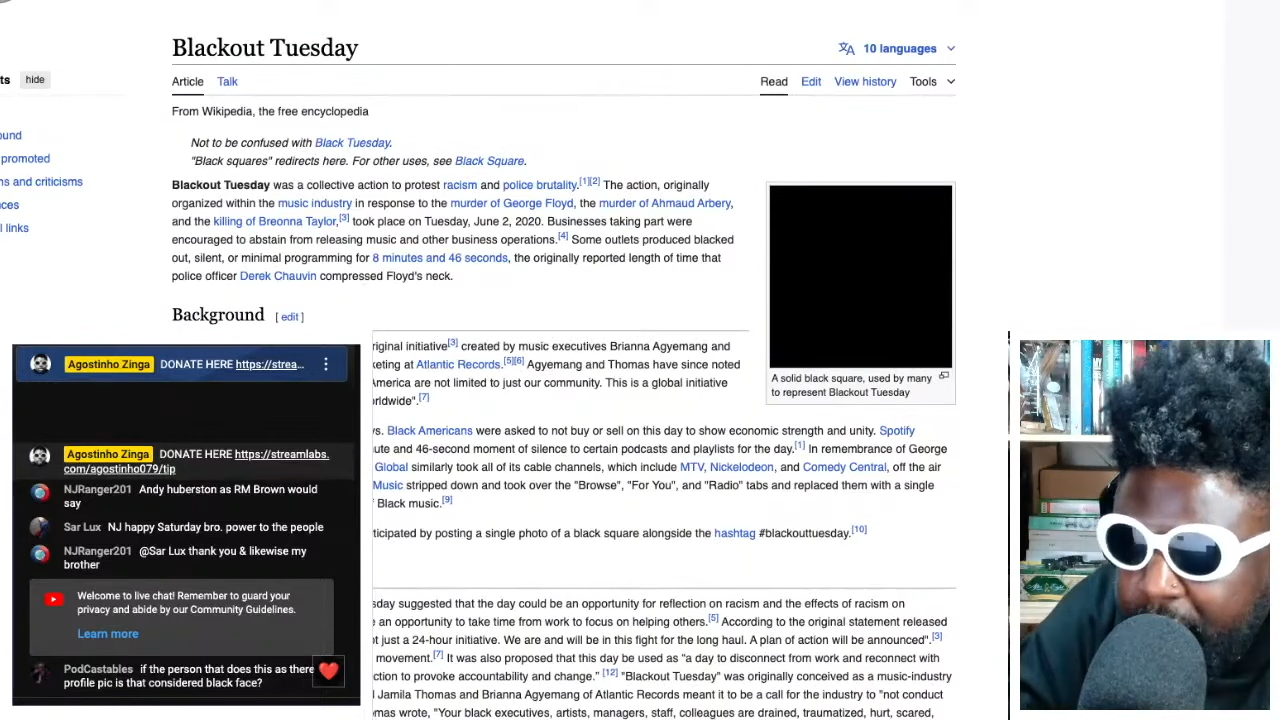 Blackout Tuesday
10 languages
ts hide
Article Talk Read Edit View history Tools
From Wikipedia, the free encyclopedia
ound
promoted
ns and criticisms
ces
l links
Not to be confused with Black Tuesday.
"Black squares" redirects here. For other uses, see Black Square.
Blackout Tuesday was a collective action to protest racism and police brutality.[1][2] The action, originally
organized within the music industry in response to the murder of George Floyd, the murder of Ahmaud Arbery,
and the killing of Breonna Taylor,[3] took place on Tuesday, June 2, 2020. Businesses taking part were
encouraged to abstain from releasing music and other business operations.[4] Some outlets produced blacked
out, silent, or minimal programming for 8 minutes and 46 seconds, the originally reported length of time that
police officer Derek Chauvin compressed Floyd's neck.
A solid black square, used by many
to represent Blackout Tuesday
Background [ edit ]
riginal initiative[3] created by music executives Brianna Agyemang and
keting at Atlantic Records.[5][6] Agyemang and Thomas have since noted
America are not limited to just our community. This is a global initiative
rldwide".[7]
s. Black Americans were asked to not buy or sell on this day to show economic strength and unity. Spotify
ute and 46-second moment of silence to certain podcasts and playlists for the day.[1] In remembrance of George
Global similarly took all of its cable channels, which include MTV, Nickelodeon, and Comedy Central, off the air
Music stripped down and took over the "Browse", "For You", and "Radio" tabs and replaced them with a single
f Black music.[9]
ticipated by posting a single photo of a black square alongside the hashtag #blackouttuesday.[10]
sday suggested that the day could be an opportunity for reflection on racism and the effects of racism on
e an opportunity to take time from work to focus on helping others.[5] According to the original statement released
t just a 24-hour initiative. We are and will be in this fight for the long haul. A plan of action will be announced".[3]
movement.[7] It was also proposed that this day be used as "a day to disconnect from work and reconnect with
ction to provoke accountability and change." [12] "Blackout Tuesday" was originally conceived as a music-industry
d Jamila Thomas and Brianna Agyemang of Atlantic Records meant it to be a call for the industry to "not conduct
omas wrote, "Your black executives, artists, managers, staff, colleagues are drained, traumatized, hurt, scared,
Agostinho Zinga DONATE HERE https://strea...
Agostinho Zinga DONATE HERE https://streamlabs.
com/agostinho079/tip
NJRanger201 Andy huberston as RM Brown would
say
Sar Lux NJ happy Saturday bro. power to the people
NJRanger201 @Sar Lux thank you & likewise my
brother
Welcome to live chat! Remember to guard your
privacy and abide by our Community Guidelines.
Learn more
PodCastables if the person that does this as there
profile pic is that considered black face?